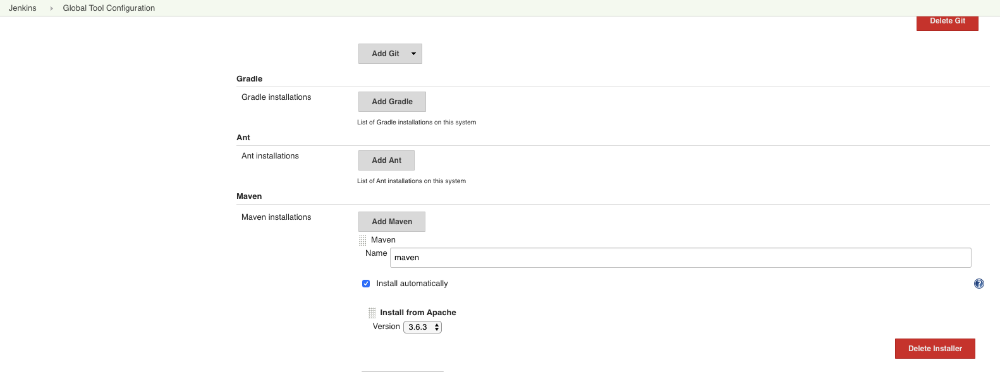 Jenkins Global Tool Configuration
Delete Git
Add Git
Gradle
Gradle installations
Add Gradle
List of Gradle installations on this system
Ant
Ant installations
Add Ant
List of Ant installations on this system
Maven
Maven installations
Add Maven
Maven
Name maven
Install automatically
?
Install from Apache
Version 3.6.3
Delete Installer